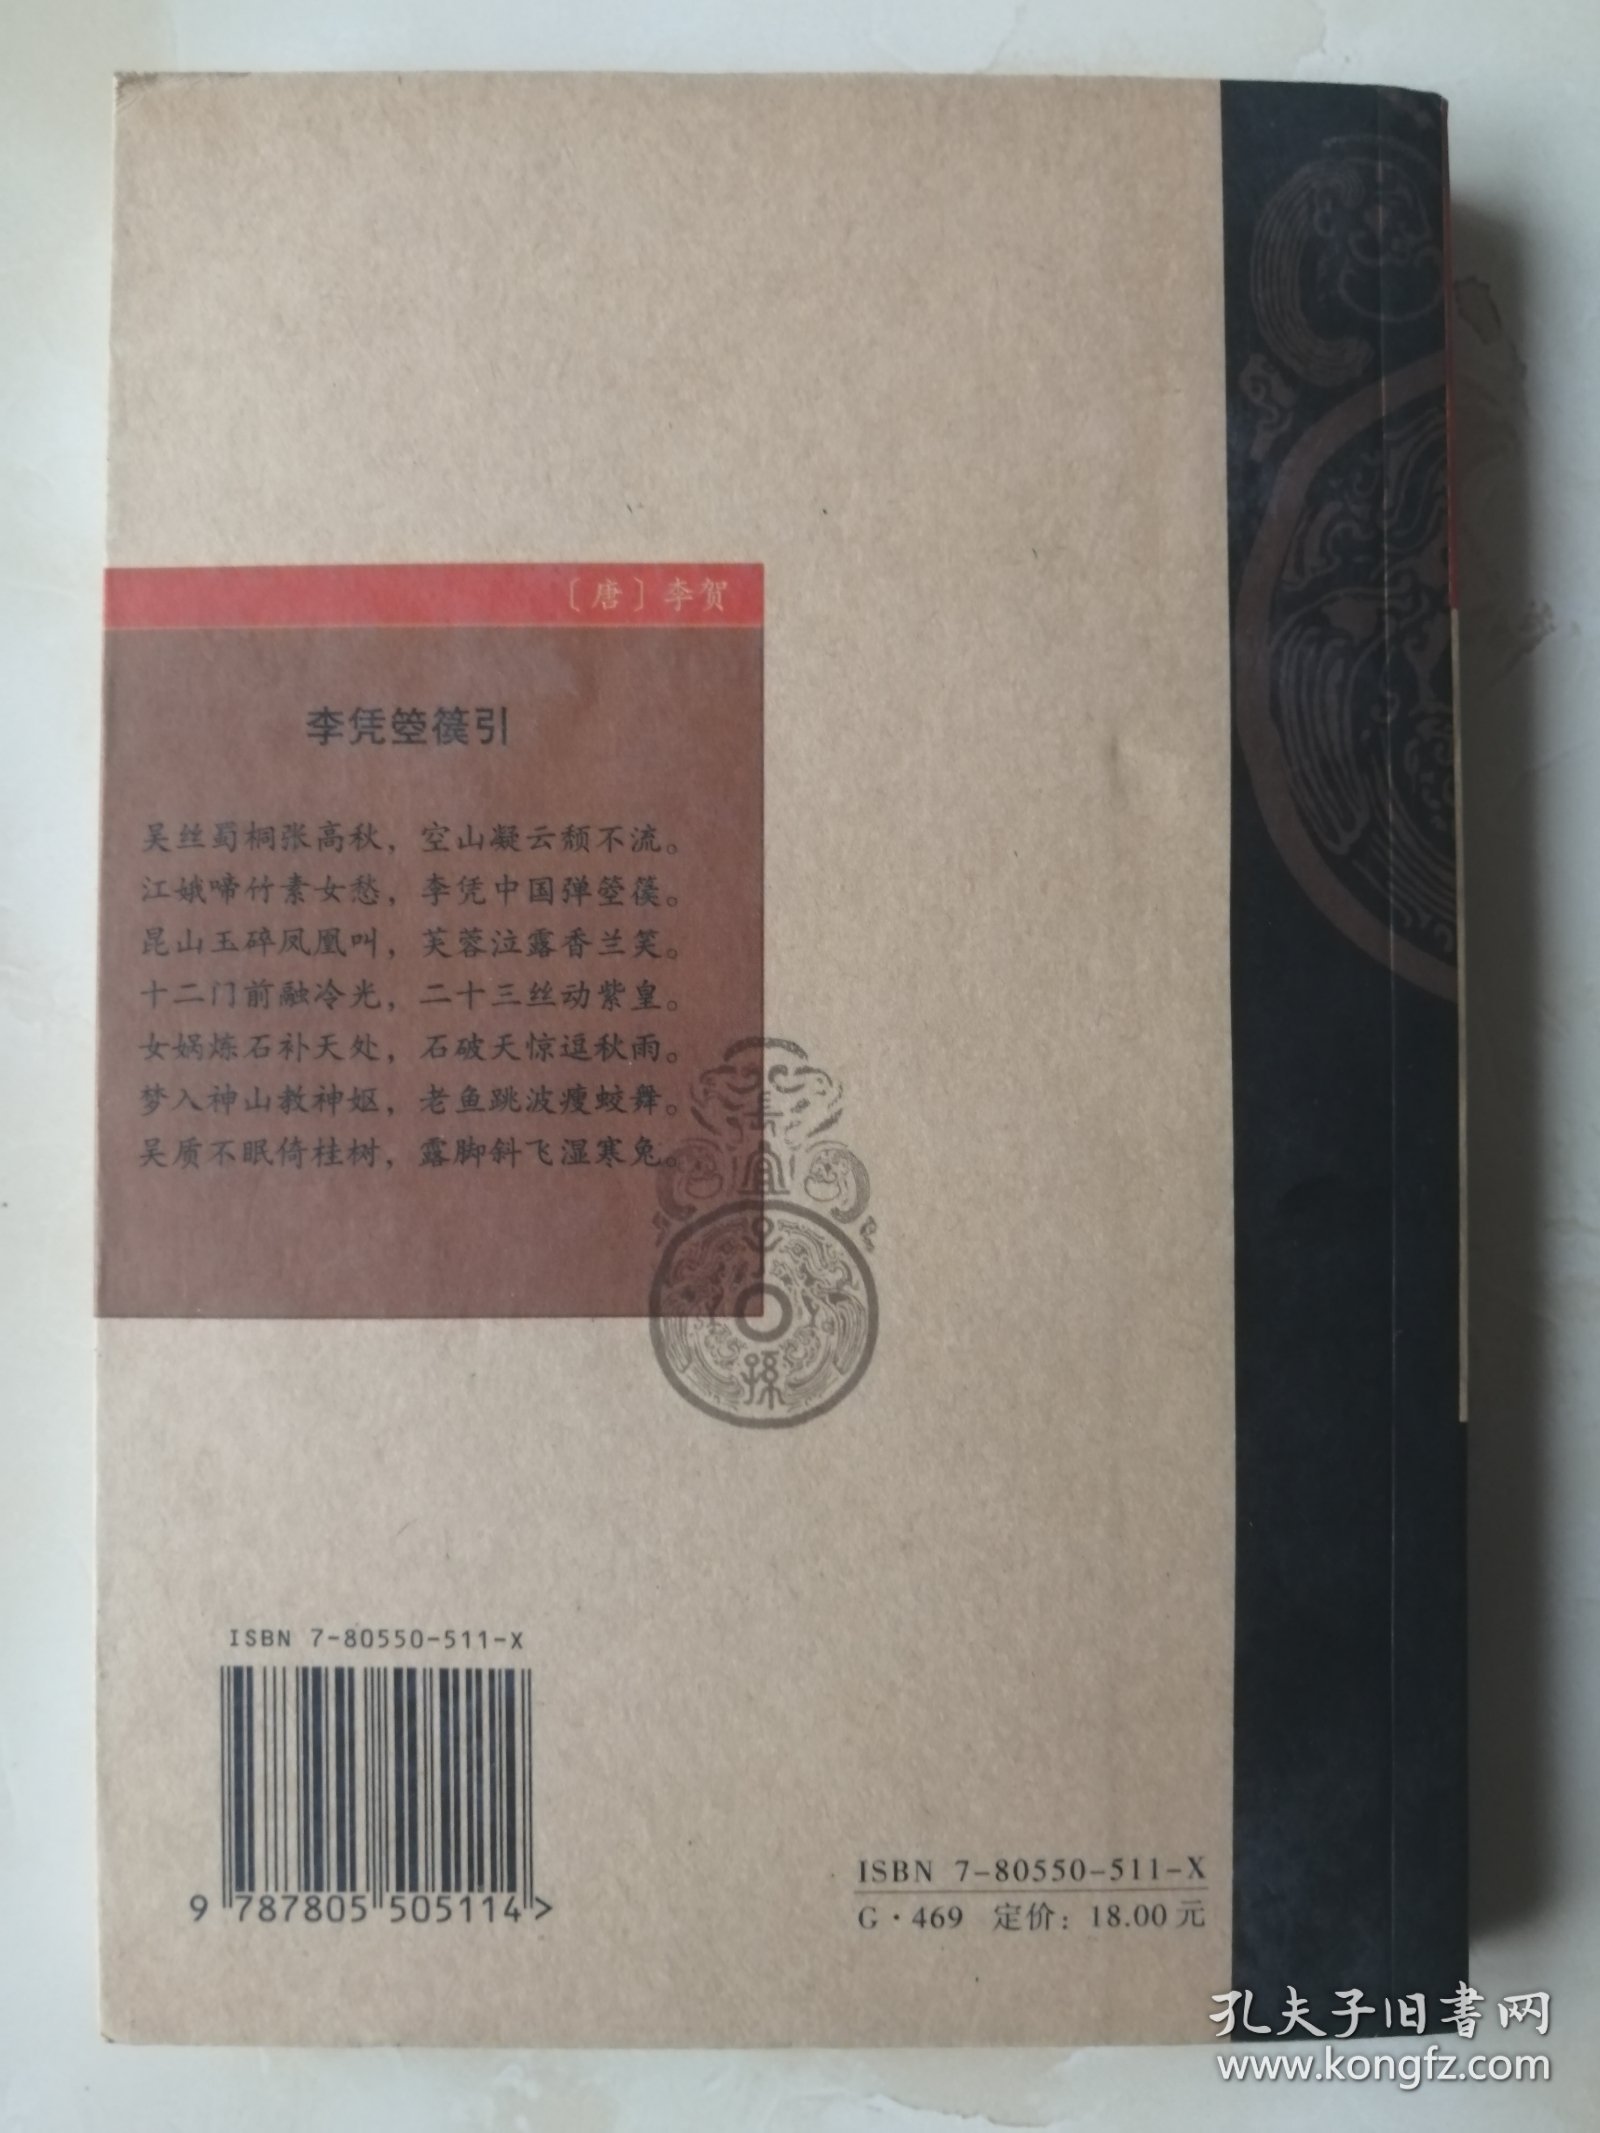 〔唐〕李贺
李凭箜篌引
吴丝蜀桐张高秋，空山凝云颓不流。
江娥啼竹素女愁，李凭中国弹箜篌。
昆山玉碎凤凰叫，芙蓉泣露香兰笑。
十二门前融冷光，二十三丝动紫皇。
女娲炼石补天处，石破天惊逗秋雨。
梦入神山教神妪，老鱼跳波瘦蛟舞。
吴质不眠倚桂树，露脚斜飞湿寒兔。
宜
子
孫
ISBN 7-80550-511-X
9 787805 505114 >
ISBN 7-80550-511-X
G·469 定价：18.00元
孔夫子旧书网
www.kongfz.com